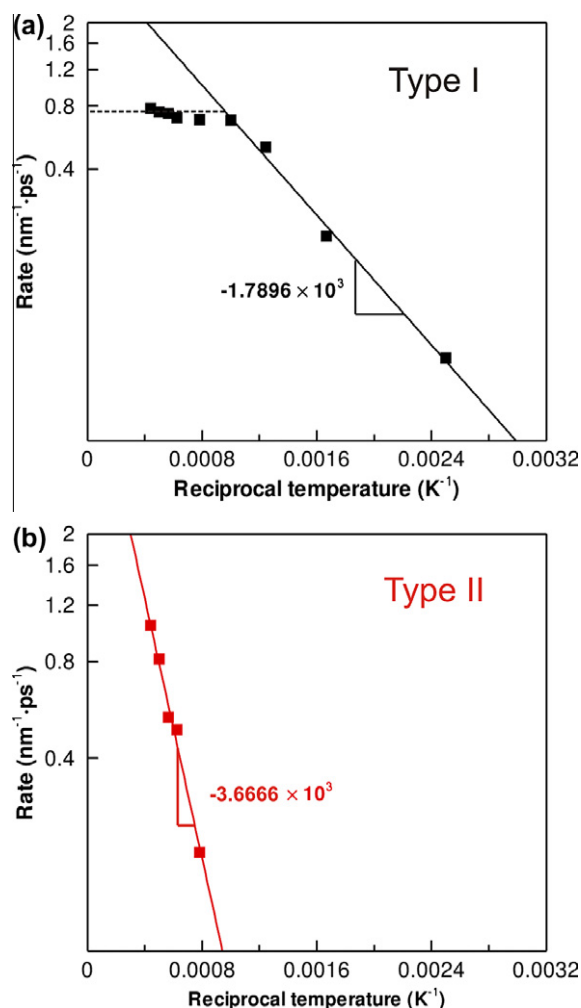 (a)
Type I
2
1.6
1.2
0.8
0.4
Rate (nm⁻¹·ps⁻¹)
-1.7896 × 10³
0 0.0008 0.0016 0.0024 0.0032
Reciprocal temperature (K⁻¹)
(b)
Type II
2
1.6
1.2
0.8
0.4
Rate (nm⁻¹·ps⁻¹)
-3.6666 × 10³
0 0.0008 0.0016 0.0024 0.0032
Reciprocal temperature (K⁻¹)